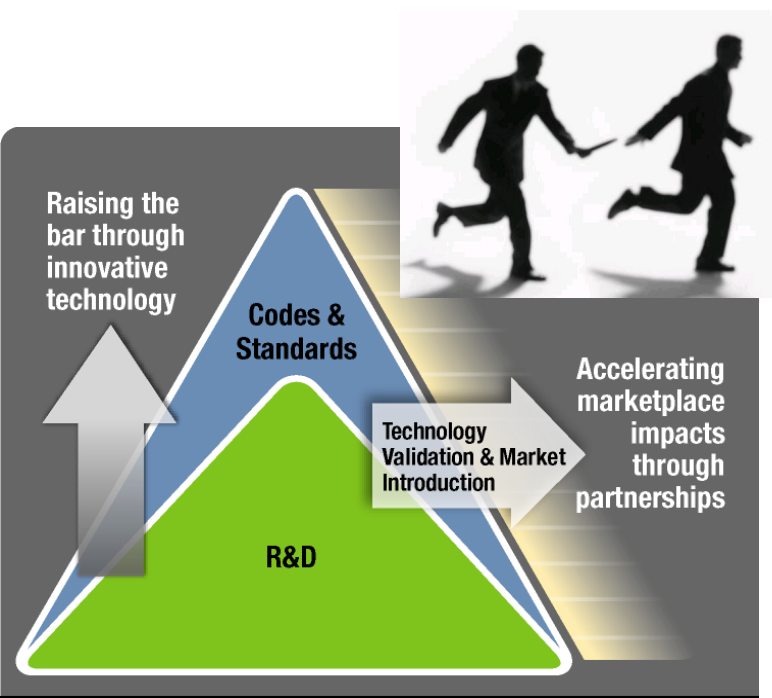 Raising the
bar through
innovative
technology
Codes &
Standards
Technology
Validation & Market
Introduction
Accelerating
marketplace
impacts
through
partnerships
R&D